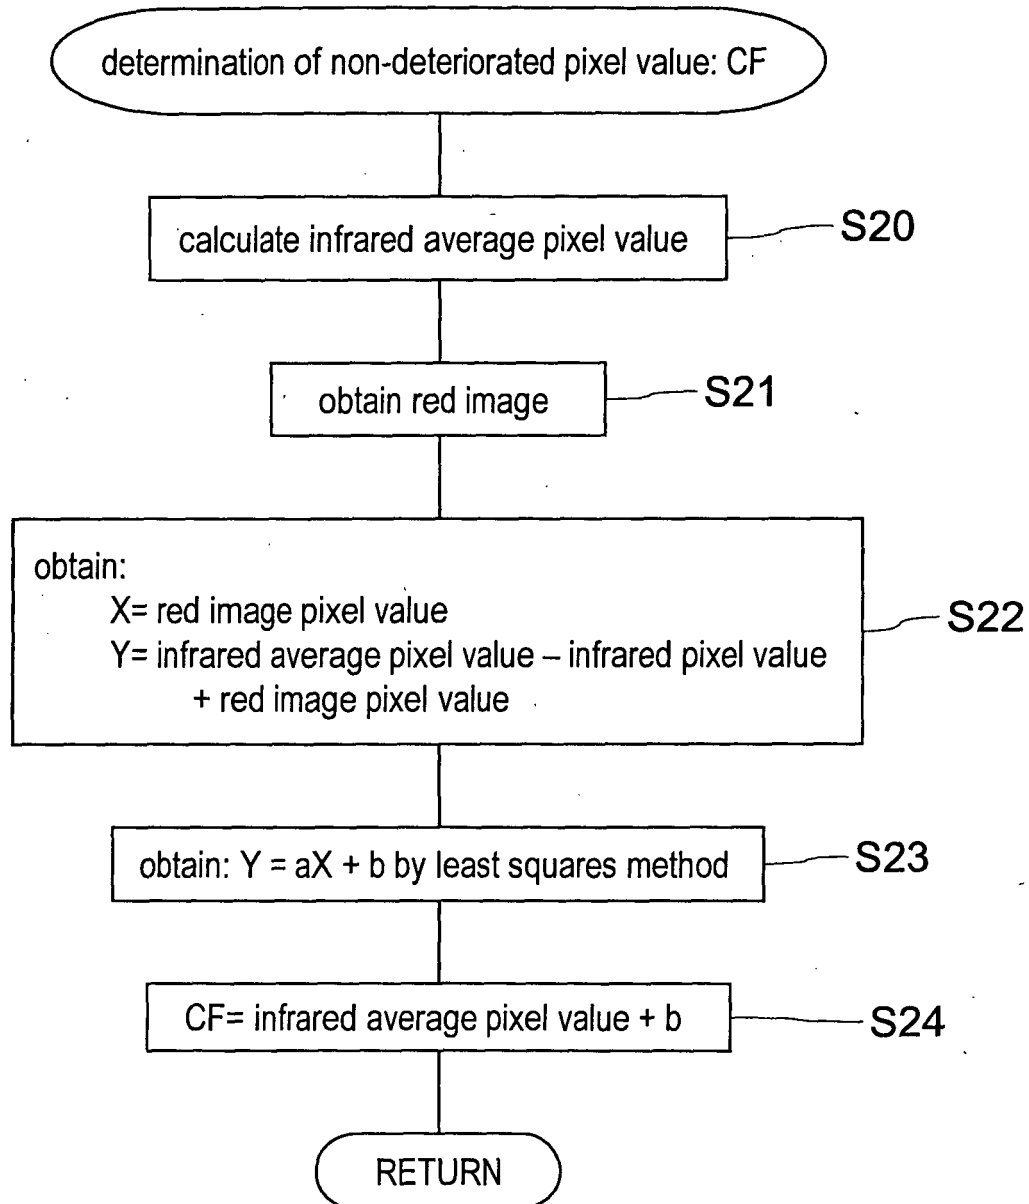 determination of non-deteriorated pixel value: CF
calculate infrared average pixel value
S20
obtain red image
S21
obtain:
X= red image pixel value
Y= infrared average pixel value – infrared pixel value
+ red image pixel value
S22
obtain: Y = aX + b by least squares method
S23
CF= infrared average pixel value + b
S24
RETURN